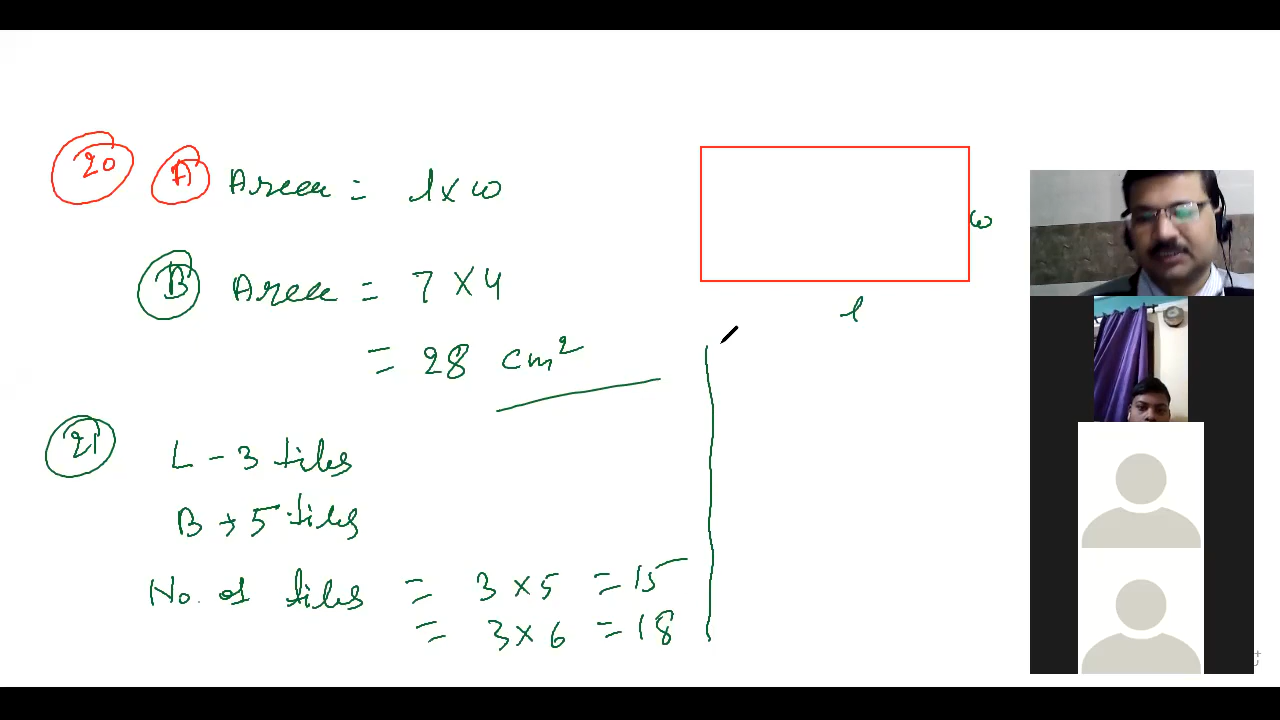 20 A Area = l x w
w
B Area = 7 x 4
l
= 28 cm²
21 L - 3 tiles
B → 5 tiles
No. of tiles = 3 x 5 = 15
= 3 x 6 = 18